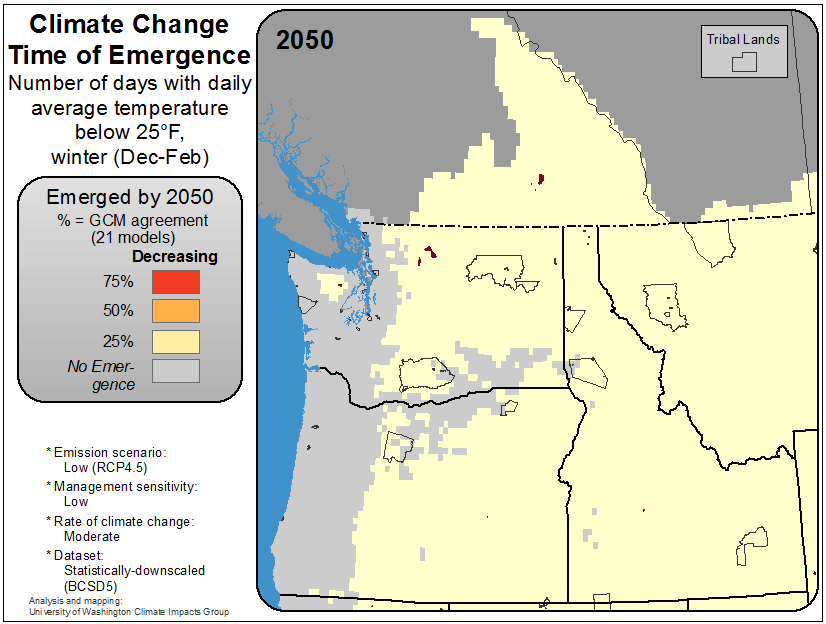 Climate Change
Time of Emergence
Number of days with daily
average temperature
below 25°F,
winter (Dec-Feb)
Emerged by 2050
% = GCM agreement
(21 models)
Decreasing
75%
50%
25%
No Emer-
gence
* Emission scenario:
Low (RCP4.5)
* Management sensitivity:
Low
* Rate of climate change:
Moderate
* Dataset:
Statistically-downscaled
(BCSD5)
Analysis and mapping:
University of Washington Climate Impacts Group
2050
Tribal Lands